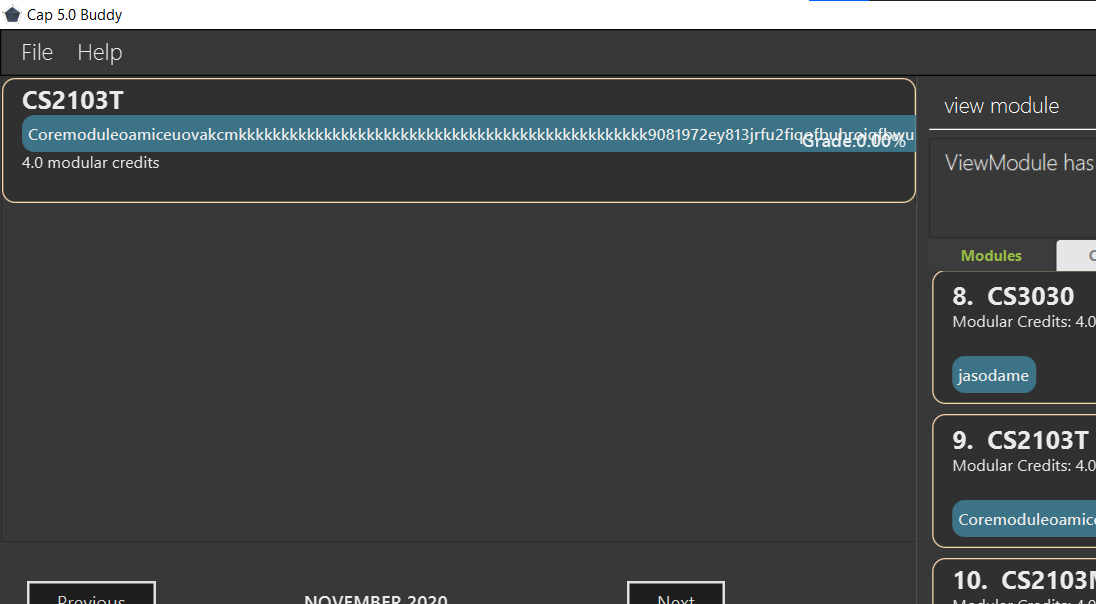 Cap 5.0 Buddy
File Help
CS2103T
4.0 modular credits
Grade:0.00%
Previous
NOVEMBER 2020
Next
view module
ViewModule has
Modules
8. CS3030
Modular Credits: 4.0
jasodame
9. CS2103T
Modular Credits: 4.0
Coremoduleoamice
10. CS2103M
Modular Credits: 4.0